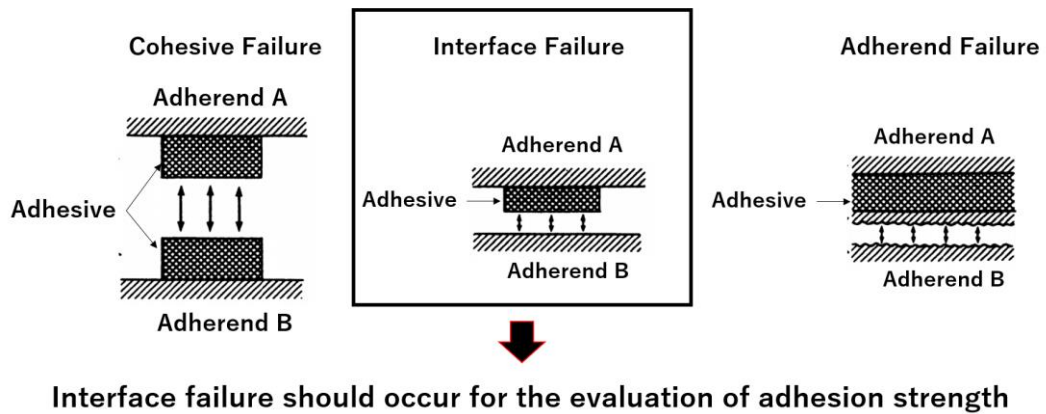 Cohesive Failure
Adherend A
Adhesive
Adherend B
Interface Failure
Adherend A
Adhesive
Adherend B
Adherend Failure
Adherend A
Adhesive
Adherend B
Interface failure should occur for the evaluation of adhesion strength